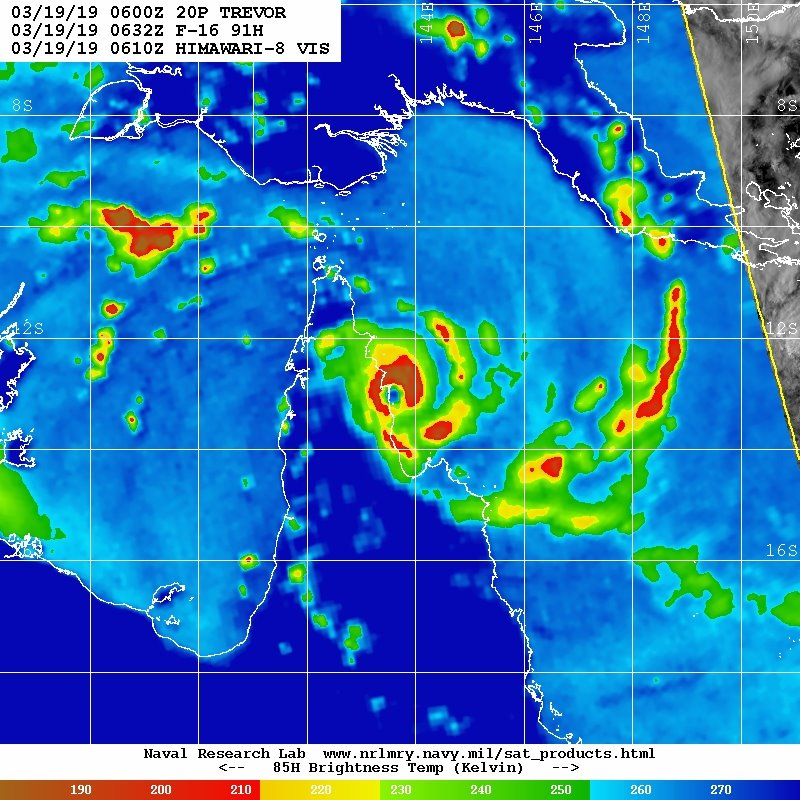 03/19/19 0600Z 20P TREVOR
03/19/19 0632Z F-16 91H
03/19/19 0610Z HIMAWARI-8 VIS
144E
146E
148E
150E
8S
8S
12S
12S
16S
Naval Research Lab www.nrlmry.navy.mil/sat_products.html
<-- 85H Brightness Temp (Kelvin) -->
190 200 210 220 230 240 250 260 270